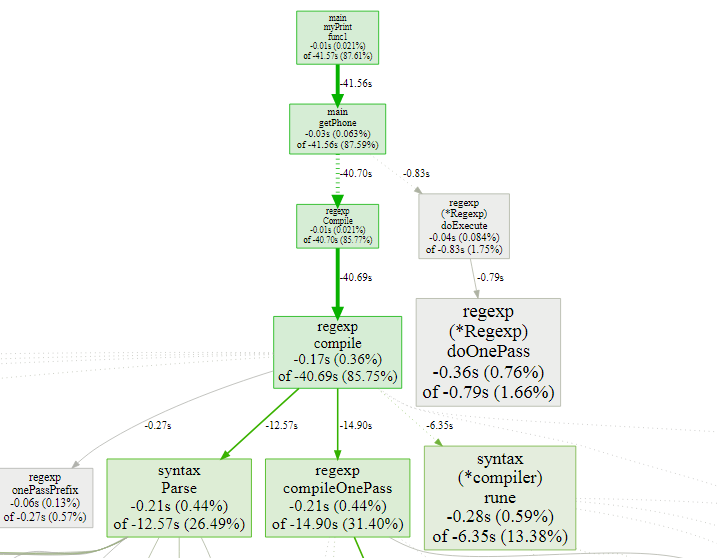 main
myPrint
func1
-0.01s (0.021%)
of -41.57s (87.61%)
-41.56s
main
getPhone
-0.03s (0.063%)
of -41.56s (87.59%)
-40.70s
-0.83s
regexp
Compile
-0.01s (0.021%)
of -40.70s (85.77%)
regexp
(*Regexp)
doExecute
-0.04s (0.084%)
of -0.83s (1.75%)
-40.69s
-0.79s
regexp
compile
-0.17s (0.36%)
of -40.69s (85.75%)
regexp
(*Regexp)
doOnePass
-0.36s (0.76%)
of -0.79s (1.66%)
-0.27s
-12.57s
-14.90s
-6.35s
regexp
onePassPrefix
-0.06s (0.13%)
of -0.27s (0.57%)
syntax
Parse
-0.21s (0.44%)
of -12.57s (26.49%)
regexp
compileOnePass
-0.21s (0.44%)
of -14.90s (31.40%)
syntax
(*compiler)
rune
-0.28s (0.59%)
of -6.35s (13.38%)